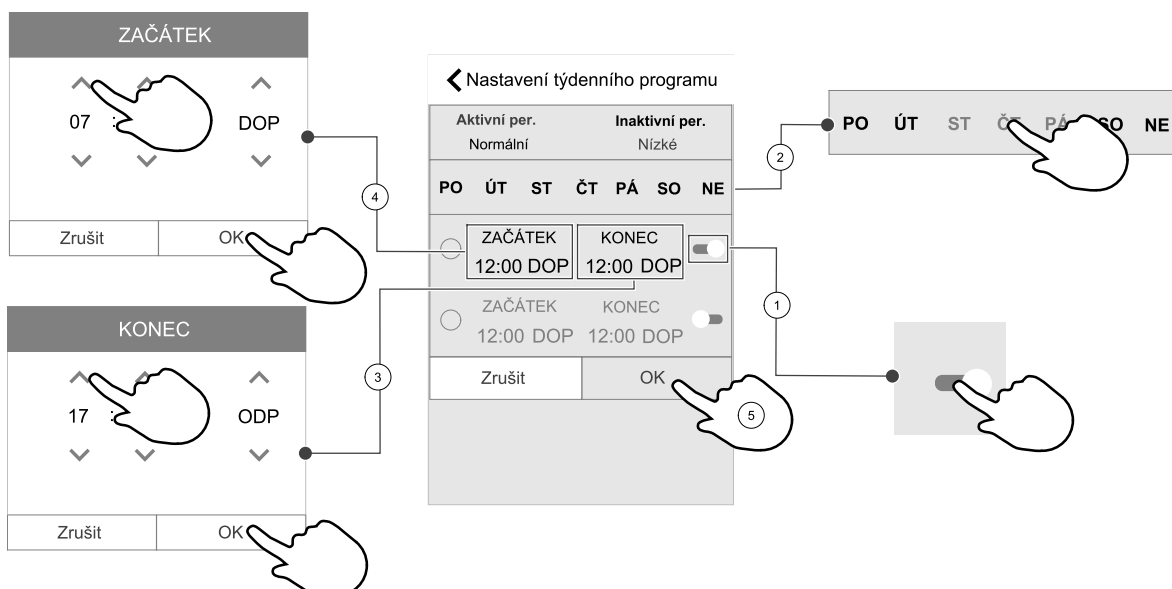 ZAČÁTEK
07 : DOP
Zrušit OK
KONEC
17 : ODP
Zrušit OK
4
3
Nastavení týdenního programu
Aktivní per. Inaktivní per.
Normální Nízké
PO ÚT ST ČT PÁ SO NE
ZAČÁTEK KONEC
12:00 DOP 12:00 DOP
ZAČÁTEK KONEC
12:00 DOP 12:00 DOP
Zrušit OK
5
2
1
PO ÚT ST ČT PÁ SO NE